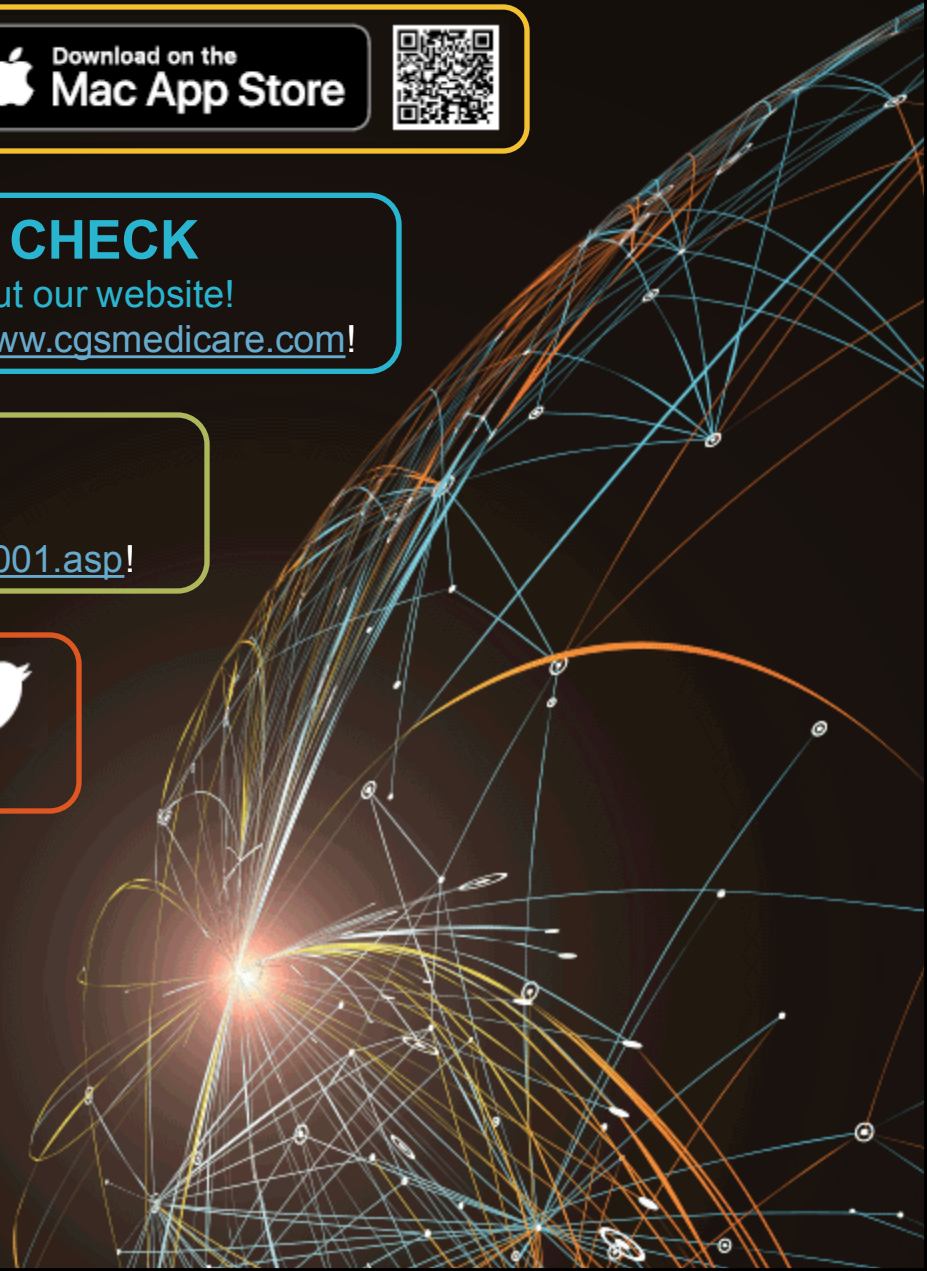 Download on the
Mac App Store
CHECK
ut our website!
ww.cgsmedicare.com!
001.asp!